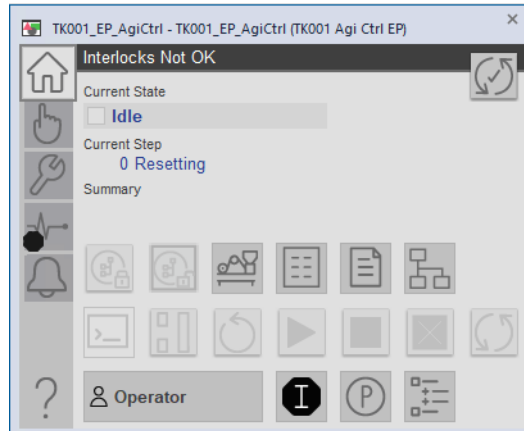 TK001_EP_AgiCtrl - TK001_EP_AgiCtrl (TK001 Agi Ctrl EP)
Interlocks Not OK
Current State
Idle
Current Step
0 Resetting
Summary
>_
?
Operator
I
P